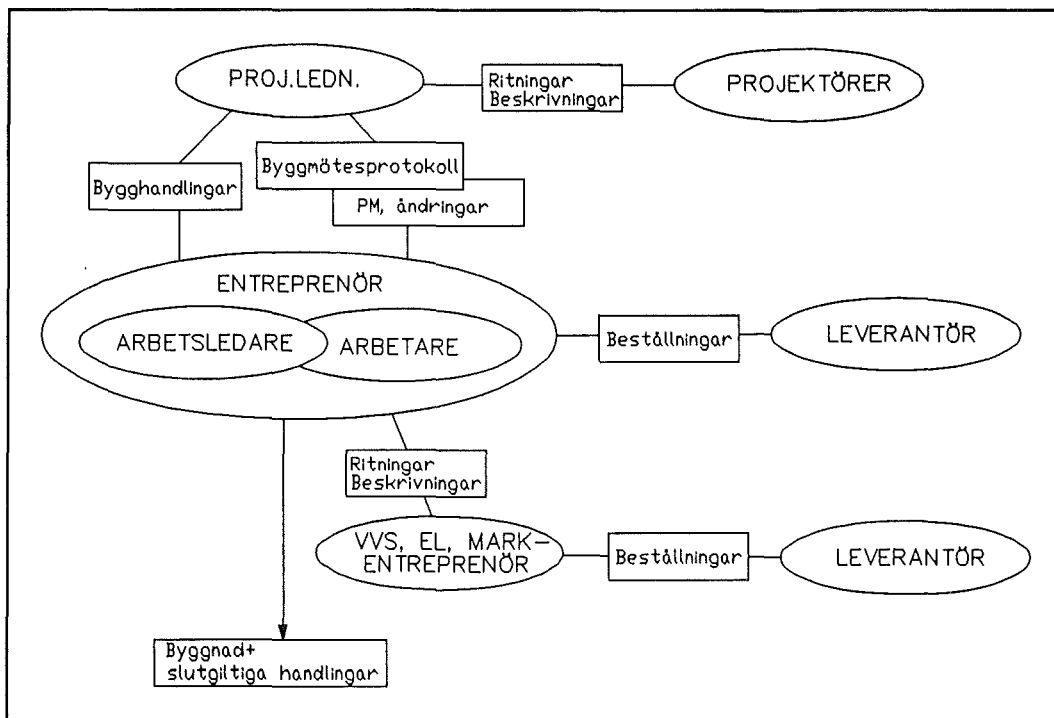 PROJ.LEDN.
Ritningar
Beskrivningar
PROJEKTÖRER
Bygghandlingar
Byggmötesprotokoll
PM, ändringar
ENTREPRENÖR
ARBETSLEDARE
ARBETARE
Beställningar
LEVERANTÖR
Ritningar
Beskrivningar
VVS, EL, MARK-
ENTREPRENÖR
Beställningar
LEVERANTÖR
Byggnad+
slutgiltiga handlingar